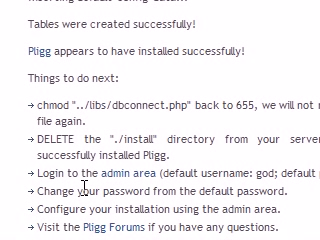 Tables were created successfully!
Pligg appears to have installed successfully!
Things to do next:
→ chmod "../libs/dbconnect.php" back to 655, we will not
file again.
→ DELETE the "./install" directory from your
successfully installed Pligg.
→ Login to the admin area (default username: god; default
→ Change your password from the default password.
→ Configure your installation using the admin area.
→ Visit the Pligg Forums if you have any questions.